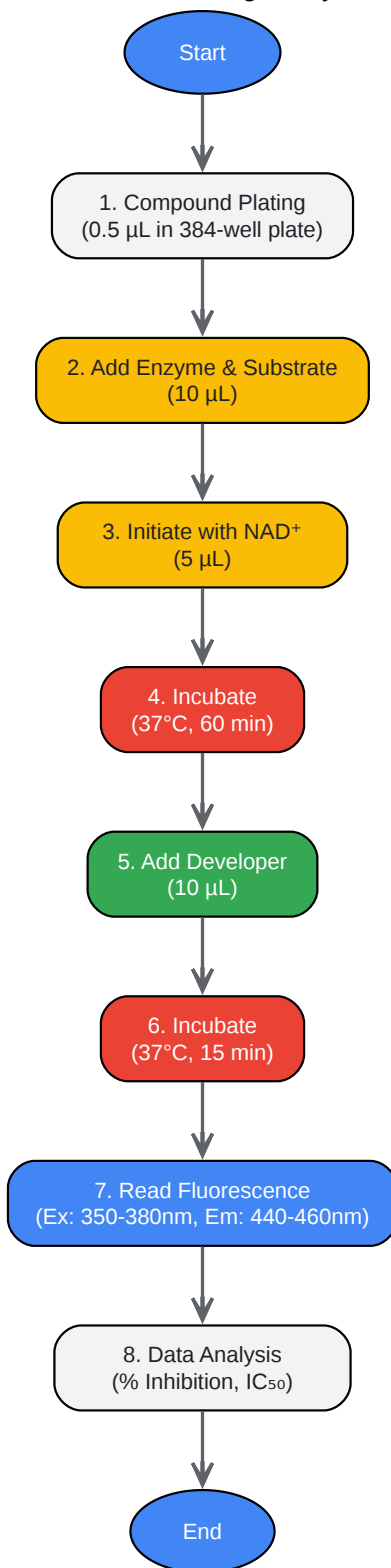 Start
1. Compound Plating
(0.5 µL in 384-well plate)
2. Add Enzyme & Substrate
(10 µL)
3. Initiate with NAD⁺
(5 µL)
4. Incubate
(37°C, 60 min)
5. Add Developer
(10 µL)
6. Incubate
(37°C, 15 min)
7. Read Fluorescence
(Ex: 350-380nm, Em: 440-460nm)
8. Data Analysis
(% Inhibition, IC₅₀)
End